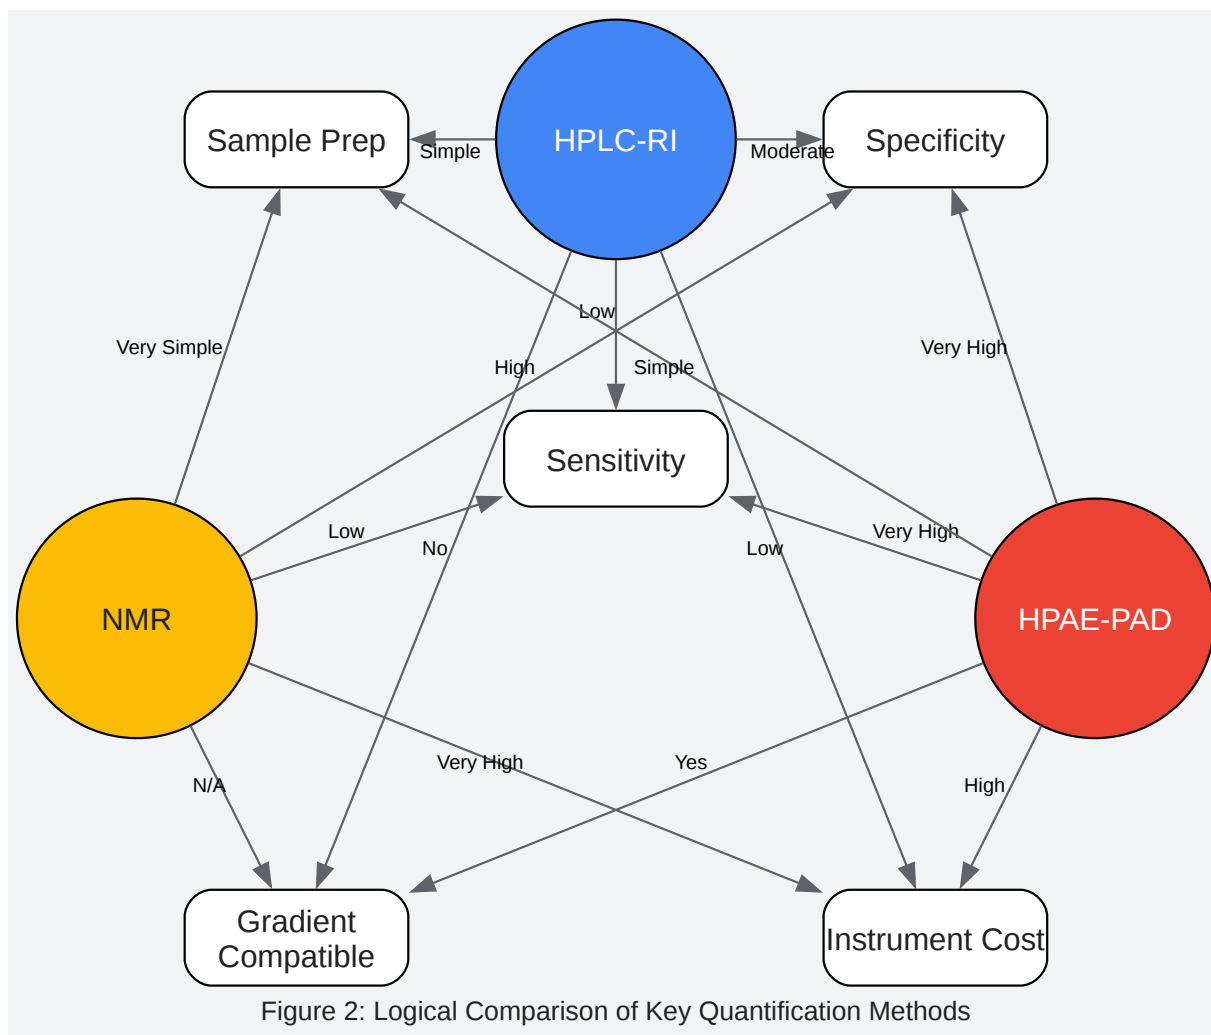 HPLC-RI
Sample Prep
Specificity
Simple
Moderate
Low
Very Simple
Very High
High
Simple
Sensitivity
Low
Very High
No
Low
NMR
HPAE-PAD
Very High
Yes
N/A
High
Gradient
Compatible
Instrument Cost
Figure 2: Logical Comparison of Key Quantification Methods